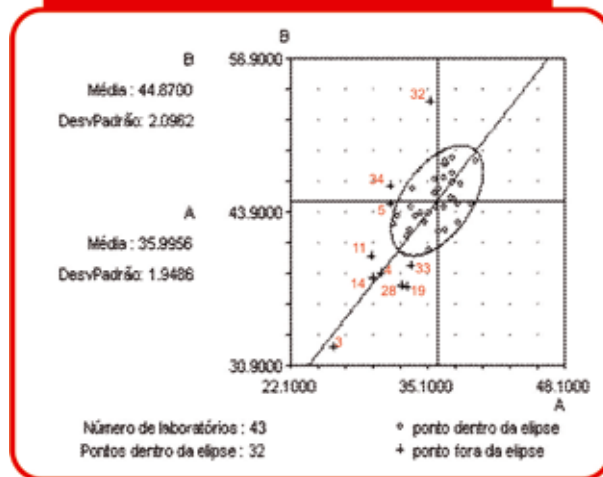 B
B
56.9000
Média : 44.8700
DesvPadrão: 2.0962
32
34
5
43.9000
A
Média : 35.9956
DesvPadrão: 1.9486
11
4
33
14
28
19
3
30.9000
22.1000
35.1000
48.1000
A
Número de laboratórios : 43
ponto dentro da elipse
Pontos dentro da elipse : 32
ponto fora da elipse